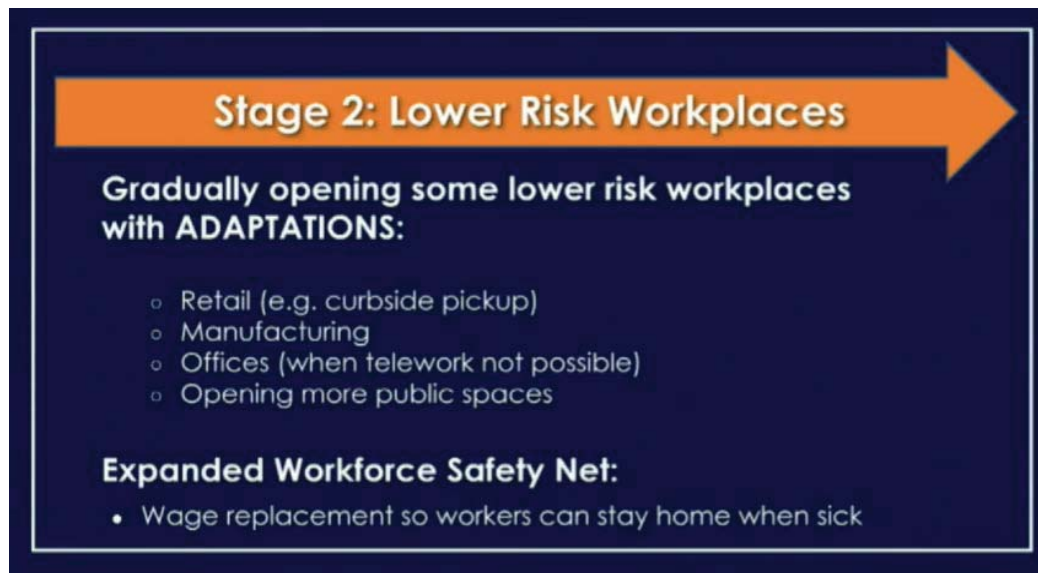 Stage 2: Lower Risk Workplaces
Gradually opening some lower risk workplaces
with ADAPTATIONS:
○ Retail (e.g. curbside pickup)
○ Manufacturing
○ Offices (when telework not possible)
○ Opening more public spaces
Expanded Workforce Safety Net:
• Wage replacement so workers can stay home when sick